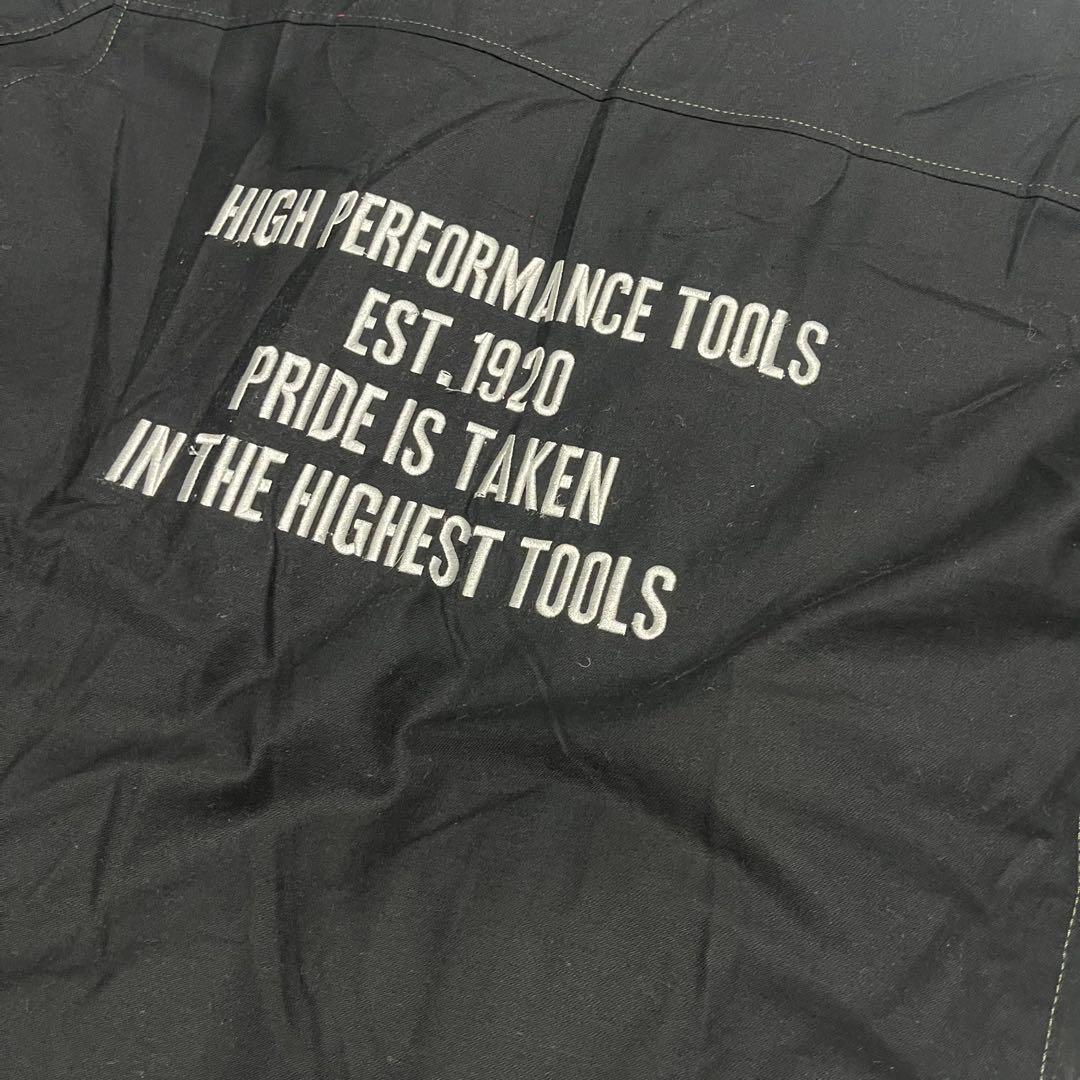 HIGH PERFORMANCE TOOLS
EST.1920
PRIDE IS TAKEN
IN THE HIGHEST TOOLS